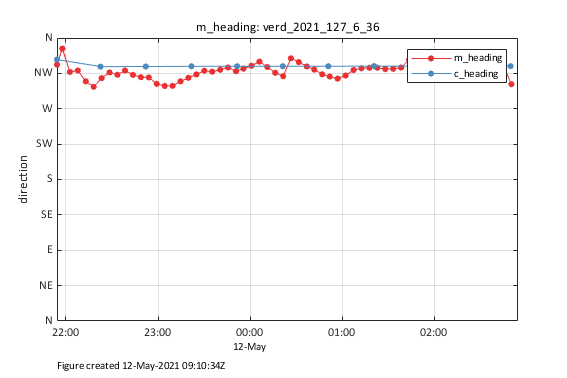 m_heading: verd_2021_127_6_36
N
NW
W
SW
S
SE
E
NE
N
direction
m_heading
c_heading
22:00
23:00
00:00
01:00
02:00
12-May
Figure created 12-May-2021 09:10:34Z